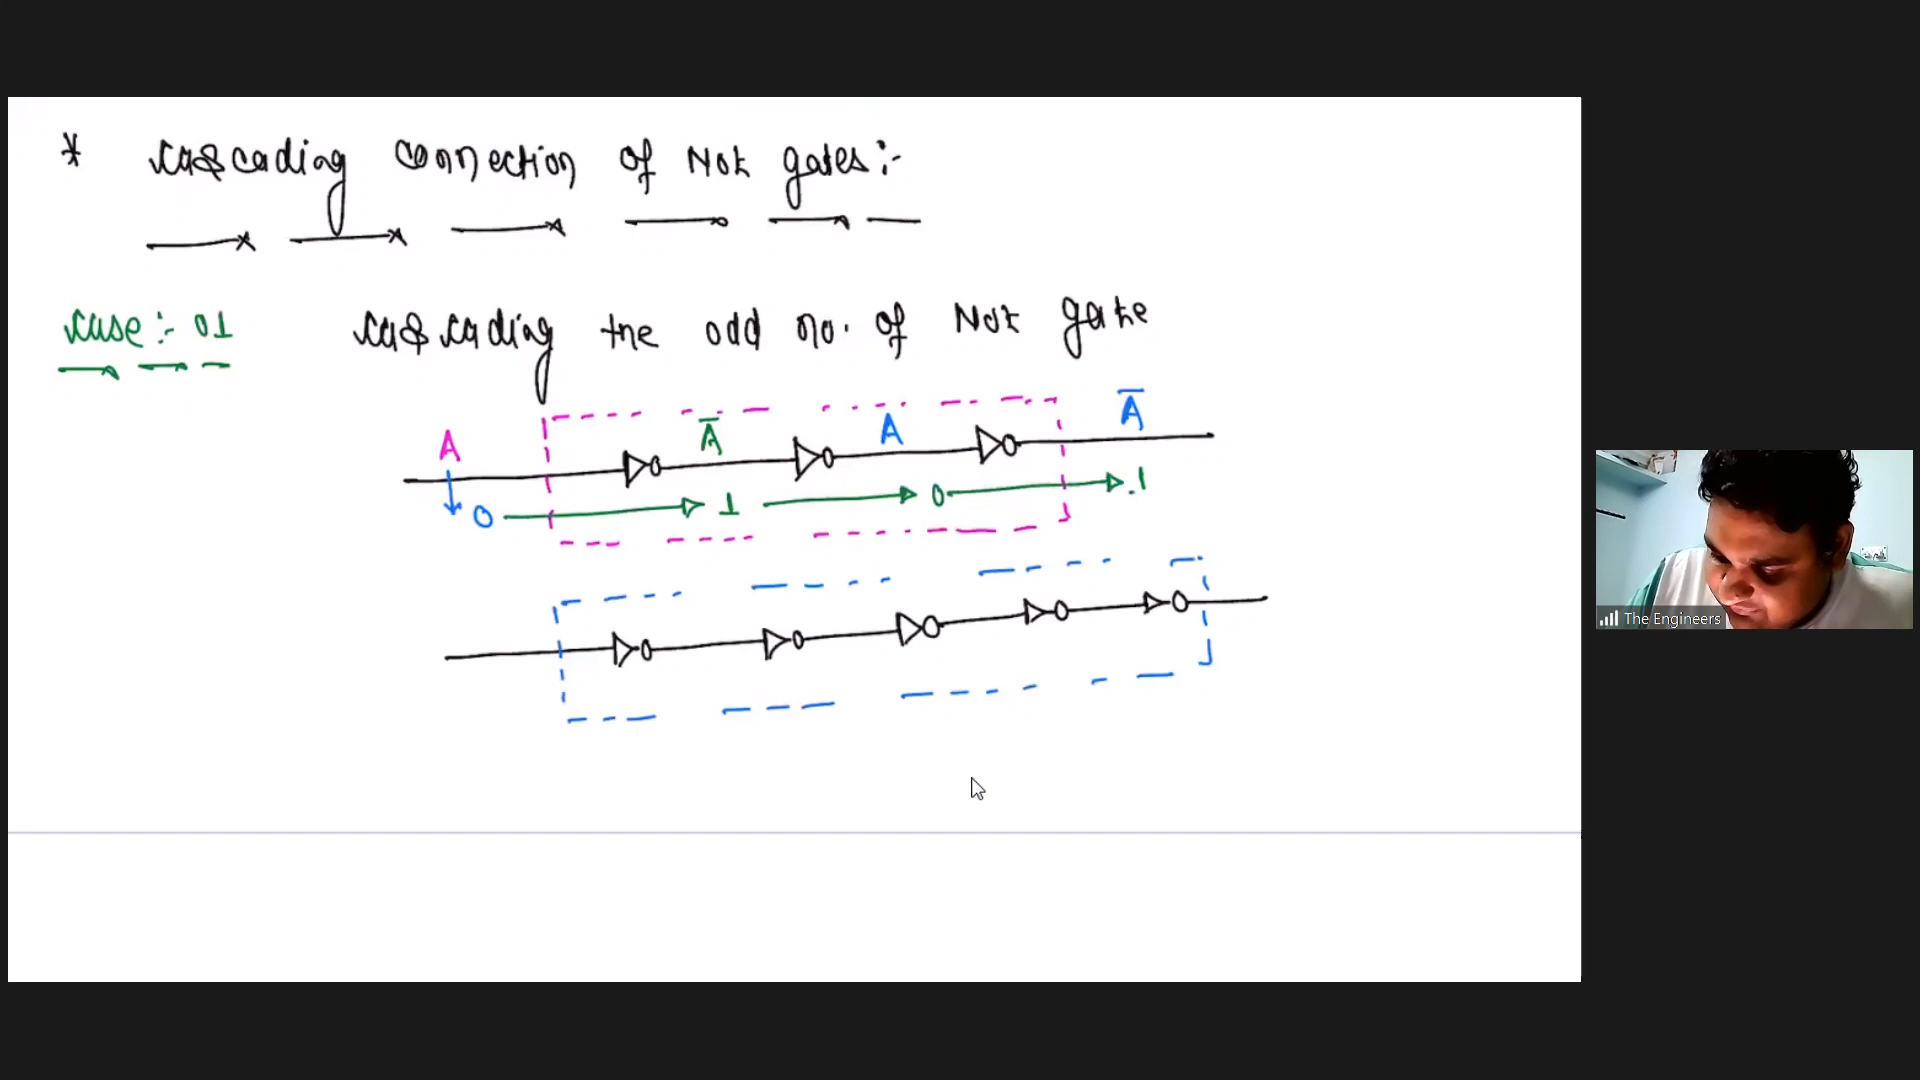 * Cascading connection of Not gates:-
Case:- 01 Cascading the odd no. of Not gate
A Ā A Ā
0 1 0 1
The Engineers